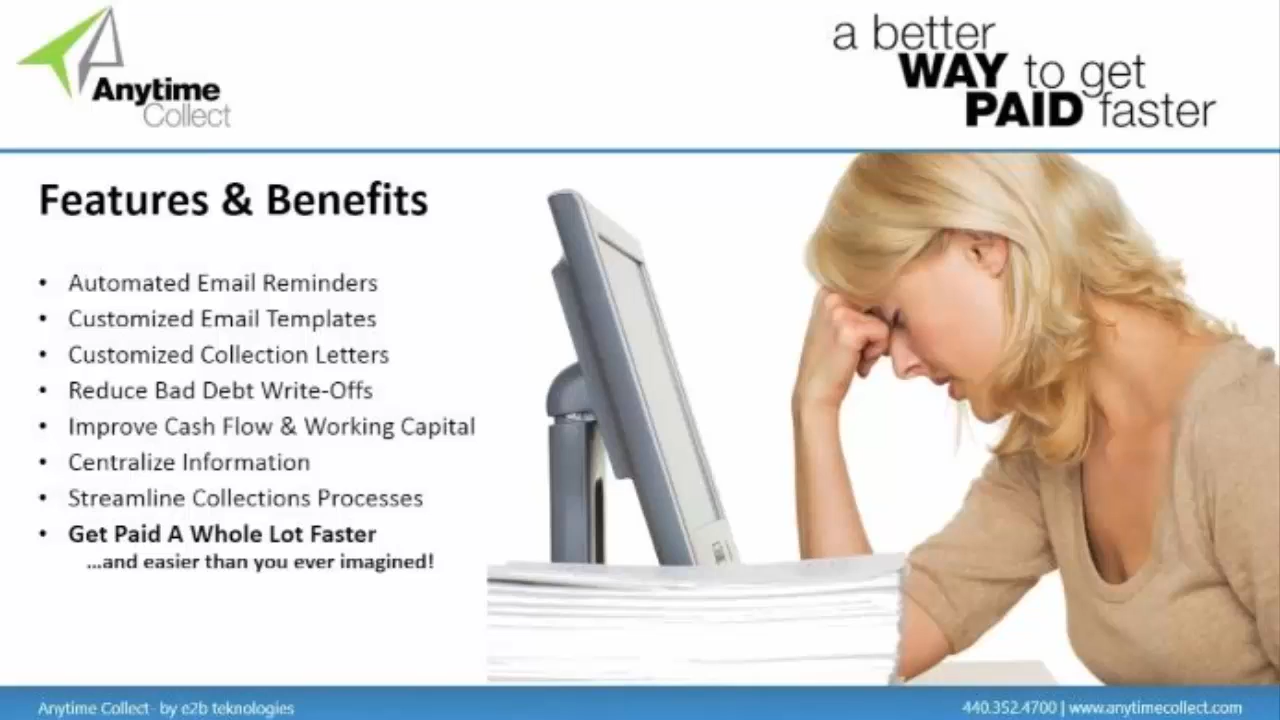 Anytime
Collect
a better
WAY to get
PAID faster
Features & Benefits
• Automated Email Reminders
• Customized Email Templates
• Customized Collection Letters
• Reduce Bad Debt Write-Offs
• Improve Cash Flow & Working Capital
• Centralize Information
• Streamline Collections Processes
• Get Paid A Whole Lot Faster
...and easier than you ever imagined!
Anytime Collect - by e2b teknologies
440.352.4700 | www.anytimecollect.com